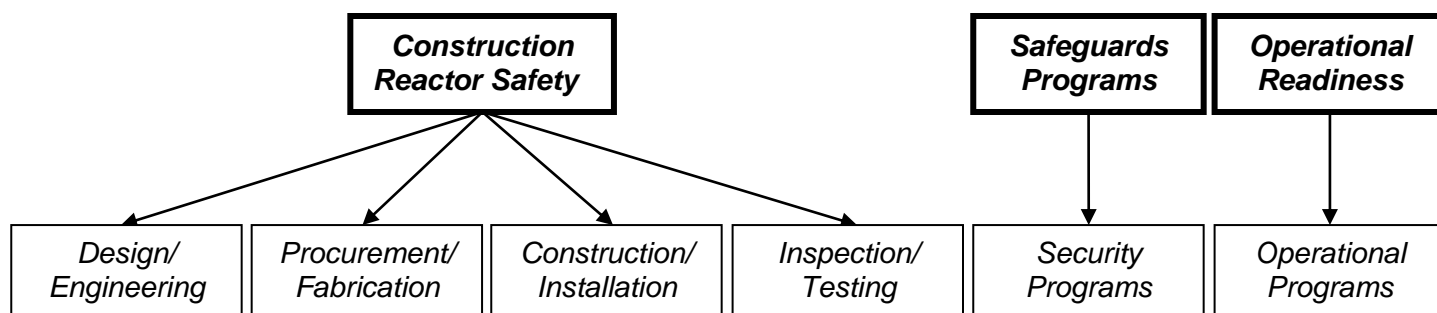 Construction
Reactor Safety
Safeguards
Programs
Operational
Readiness
Design/
Engineering
Procurement/
Fabrication
Construction/
Installation
Inspection/
Testing
Security
Programs
Operational
Programs